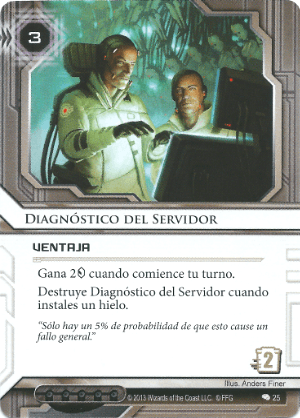 3
DIAGNÓSTICO DEL SERVIDOR
VENTAJA
Gana 2 cuando comience tu turno.
Destruye Diagnóstico del Servidor cuando
instales un hielo.
“Sólo hay un 5% de probabilidad de que esto cause un
fallo general.”
2
Illus. Anders Finer
© 2013 Wizards of the Coast LLC. © FFG
25